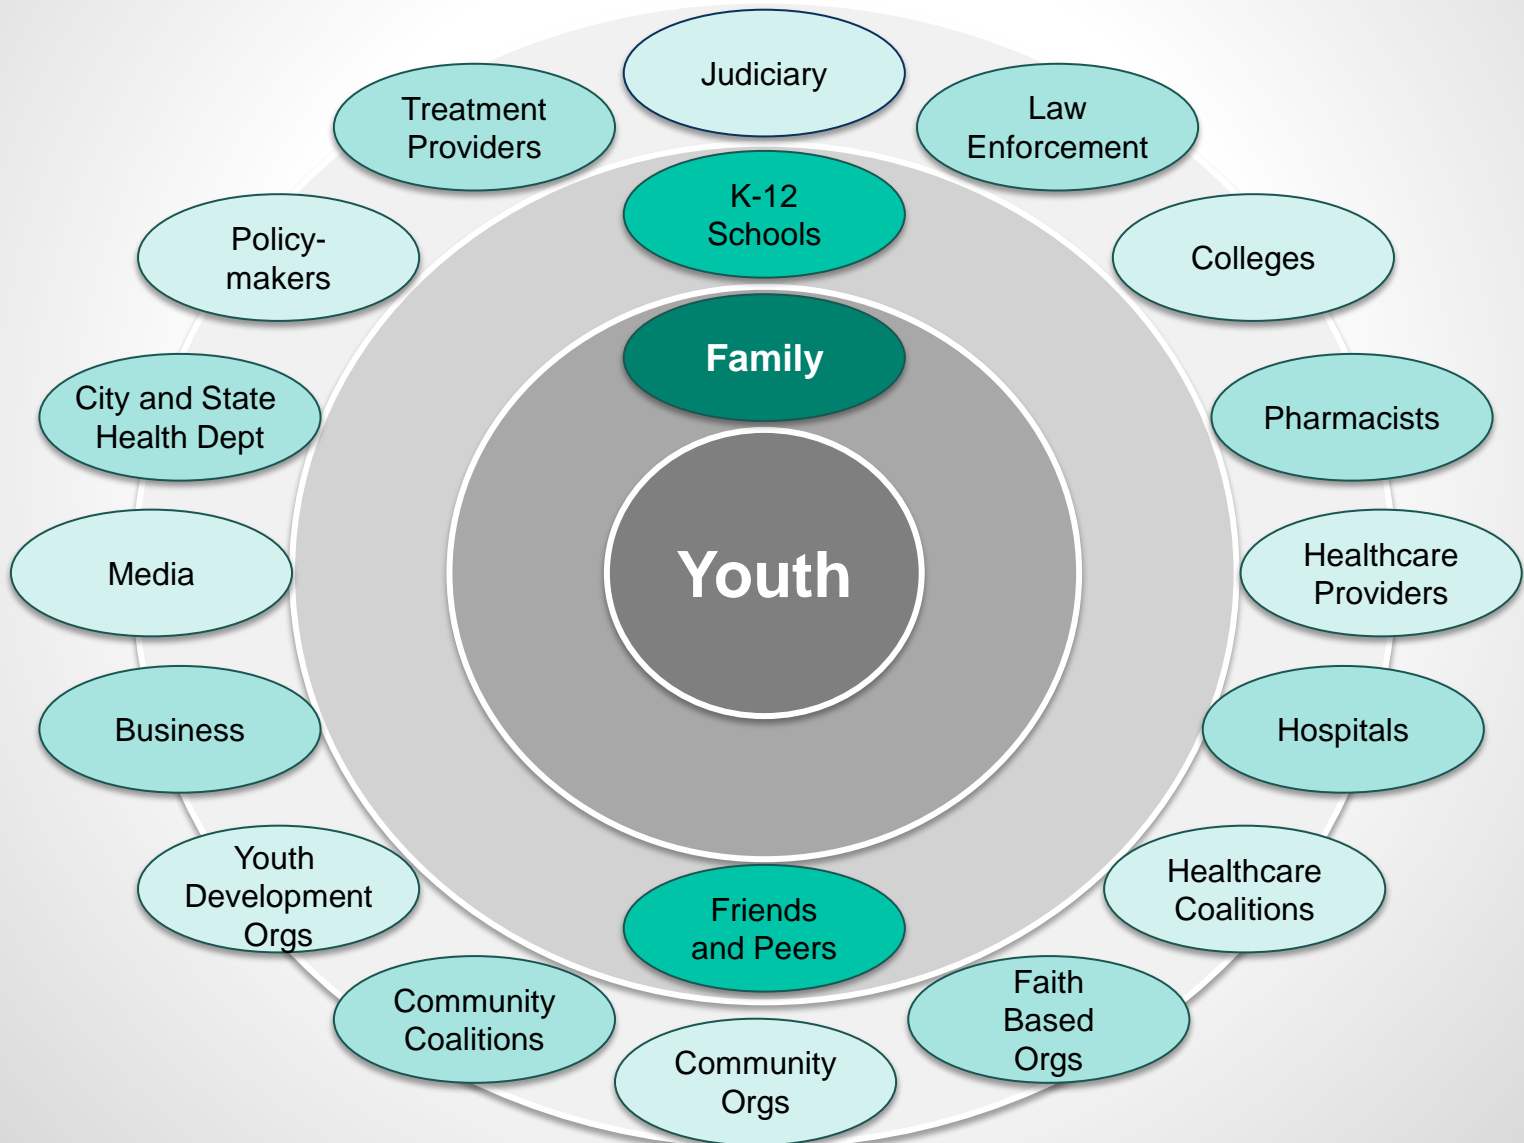 Judiciary
Treatment
Providers
Law
Enforcement
K-12
Schools
Policy-
makers
Colleges
Family
City and State
Health Dept
Pharmacists
Youth
Media
Healthcare
Providers
Business
Hospitals
Youth
Development
Orgs
Healthcare
Coalitions
Friends
and Peers
Community
Coalitions
Faith
Based
Orgs
Community
Orgs